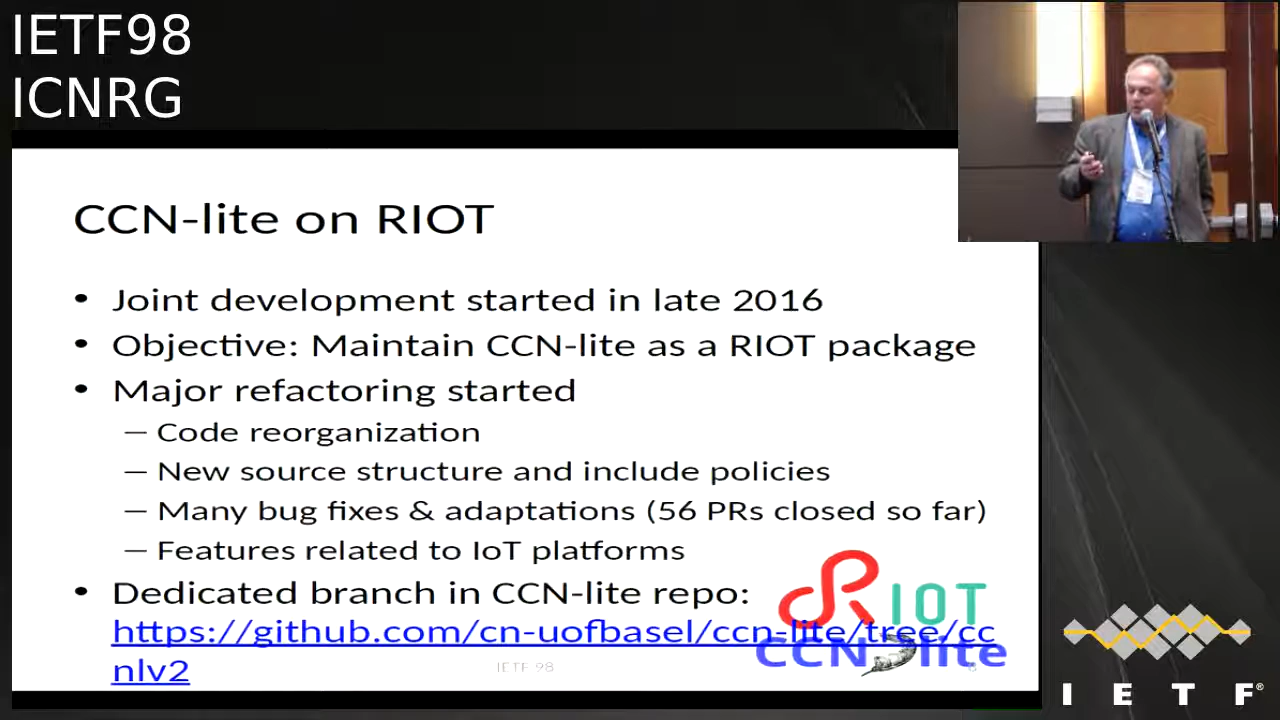 IETF98
ICNRG
CCN-lite on RIOT
• Joint development started in late 2016
• Objective: Maintain CCN-lite as a RIOT package
• Major refactoring started
– Code reorganization
– New source structure and include policies
– Many bug fixes & adaptations (56 PRs closed so far)
– Features related to IoT platforms
• Dedicated branch in CCN-lite repo:
https://github.com/cn-uofbasel/ccn-lite/tree/cc
nlv2
RIOT
CCN lite
IETF 98
I E T F®